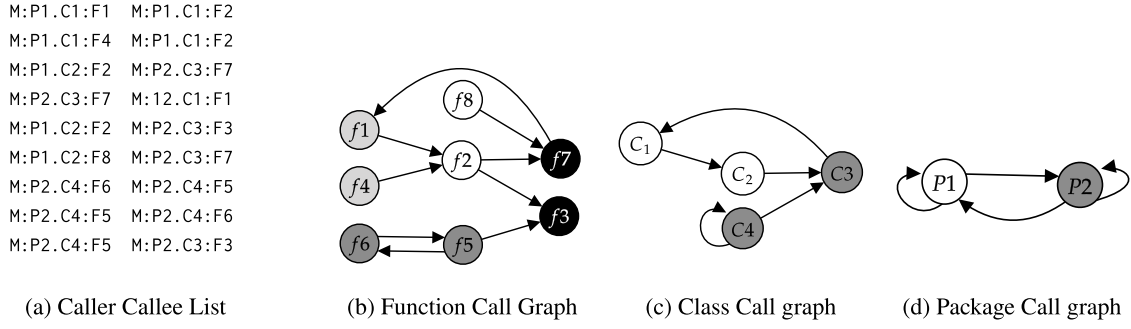 M:P1.C1:F1 M:P1.C1:F2
M:P1.C1:F4 M:P1.C1:F2
M:P1.C2:F2 M:P2.C3:F7
M:P2.C3:F7 M:12.C1:F1
M:P1.C2:F2 M:P2.C3:F3
M:P1.C2:F8 M:P2.C3:F7
M:P2.C4:F6 M:P2.C4:F5
M:P2.C4:F5 M:P2.C4:F6
M:P2.C4:F5 M:P2.C3:F3
(a) Caller Callee List
f8
f1
f2
f7
f4
f3
f6
f5
(b) Function Call Graph
C1
C2
C3
C4
(c) Class Call graph
P1
P2
(d) Package Call graph